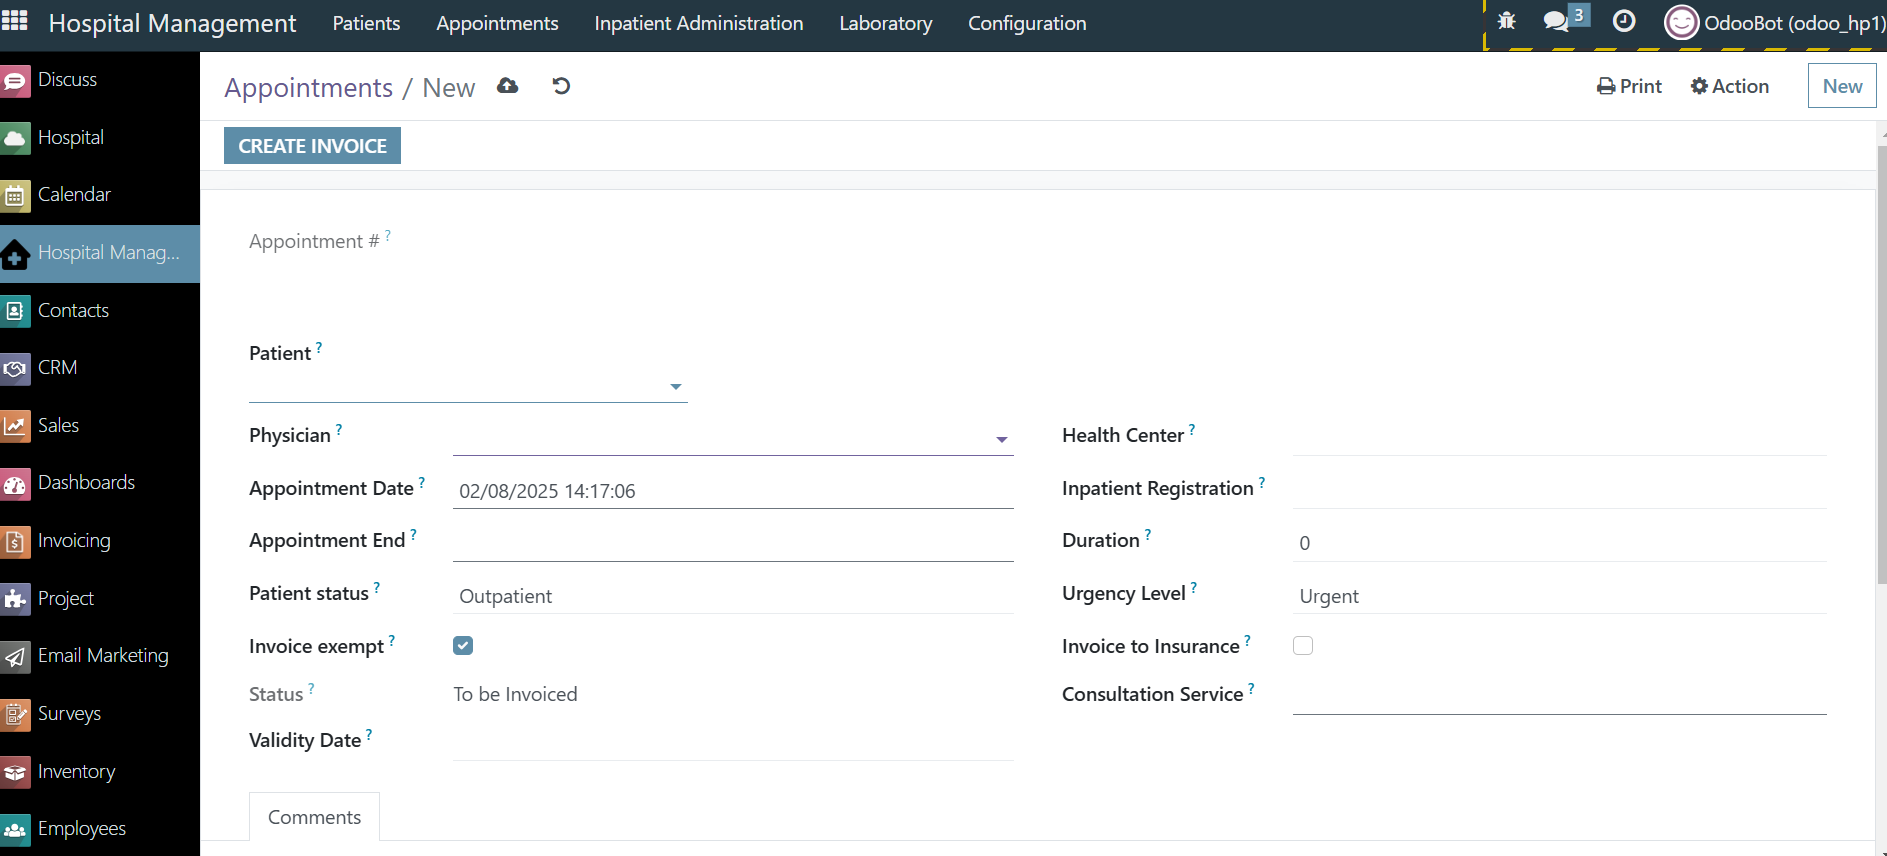 Hospital Management Patients Appointments Inpatient Administration Laboratory Configuration 3 OdooBot (odoo_hp1)
Discuss
Hospital
Calendar
Hospital Manag...
Contacts
CRM
Sales
Dashboards
Invoicing
Project
Email Marketing
Surveys
Inventory
Employees
Appointments / New Print Action New
CREATE INVOICE
Appointment # ?
Patient ?
Physician ? Health Center ?
Appointment Date ? 02/08/2025 14:17:06 Inpatient Registration ?
Appointment End ? Duration ? 0
Patient status ? Outpatient Urgency Level ? Urgent
Invoice exempt ? Invoice to Insurance ?
Status ? To be Invoiced Consultation Service ?
Validity Date ?
Comments